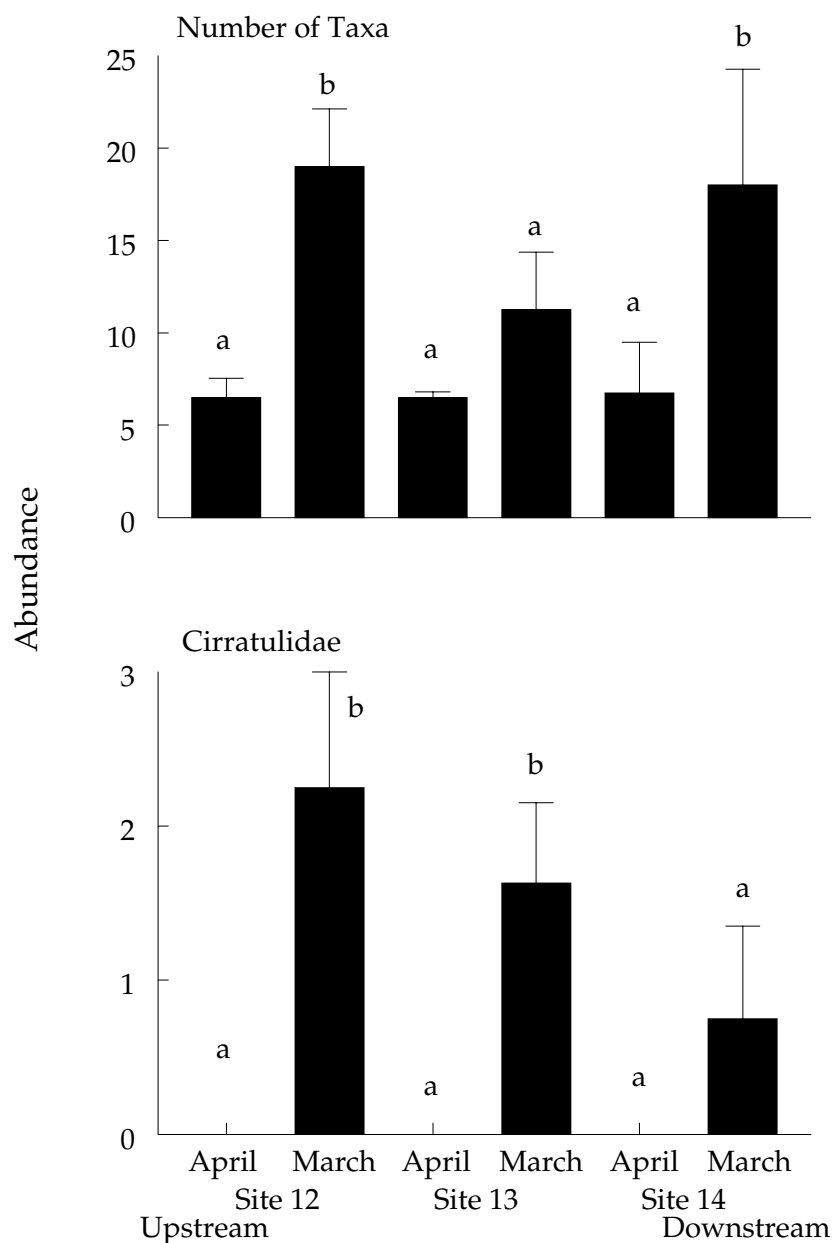 Number of Taxa
25
20
15
10
5
0
b
b
a
a
a
a
Abundance
Cirratulidae
3
2
1
0
b
b
a
a
a
a
April March April March April March
Site 12 Site 13 Site 14
Upstream Downstream